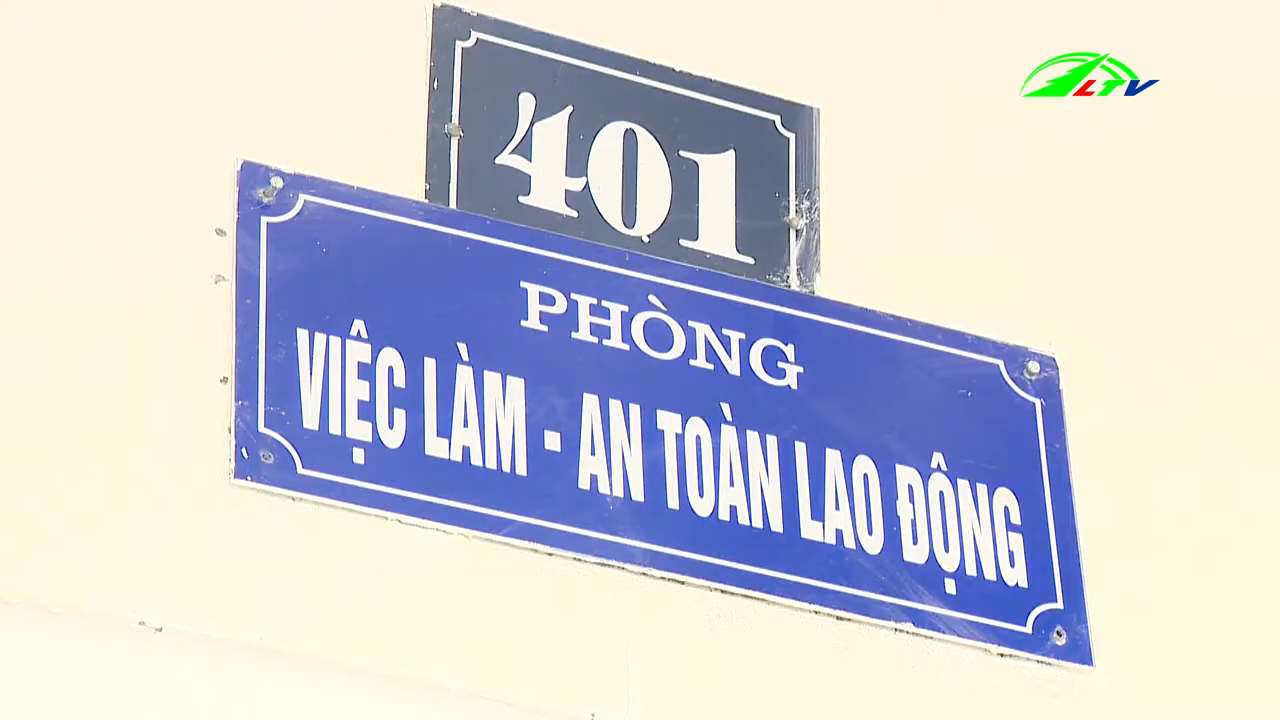 LTV
401
PHÒNG
VIỆC LÀM - AN TOÀN LAO ĐỘNG